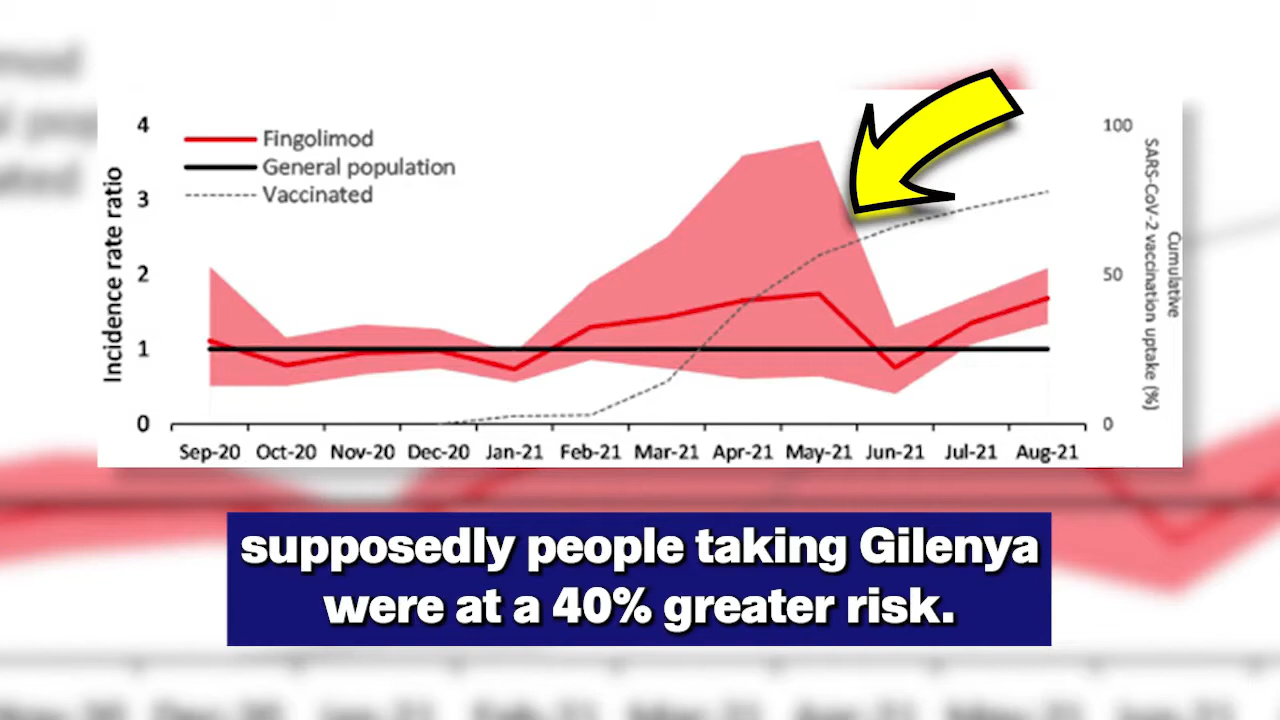 4
3
2
1
0
Incidence rate ratio
Fingolimod
General population
Vaccinated
100
50
0
Cumulative
SARS-CoV-2 vaccination uptake (%)
Sep-20 Oct-20 Nov-20 Dec-20 Jan-21 Feb-21 Mar-21 Apr-21 May-21 Jun-21 Jul-21 Aug-21
supposedly people taking Gilenya
were at a 40% greater risk.